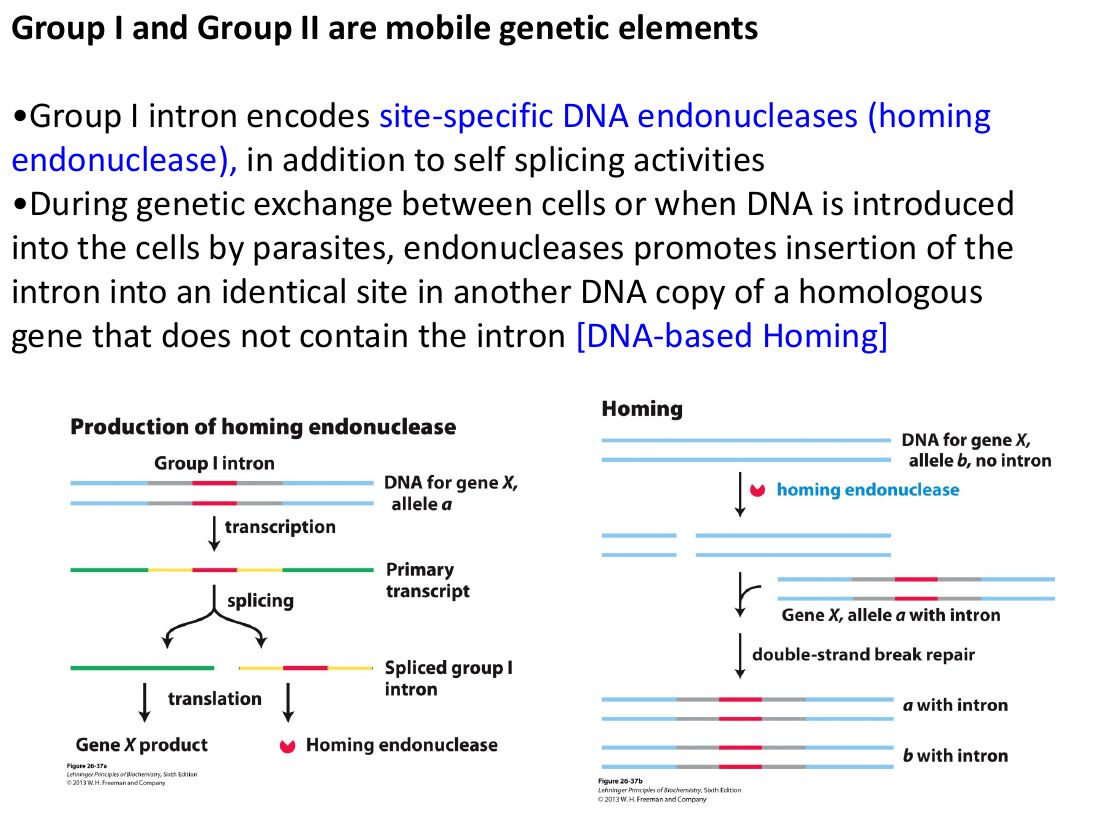 Group I and Group II are mobile genetic elements
•Group I intron encodes site-specific DNA endonucleases (homing
endonuclease), in addition to self splicing activities
•During genetic exchange between cells or when DNA is introduced
into the cells by parasites, endonucleases promotes insertion of the
intron into an identical site in another DNA copy of a homologous
gene that does not contain the intron [DNA-based Homing]
Production of homing endonuclease
Group I intron
DNA for gene X,
allele a
transcription
Primary
transcript
splicing
Spliced group I
intron
translation
Gene X product
Homing endonuclease
Figure 26-37a
Lehninger Principles of Biochemistry, Sixth Edition
© 2013 W. H. Freeman and Company
Homing
DNA for gene X,
allele b, no intron
homing endonuclease
Gene X, allele a with intron
double-strand break repair
a with intron
b with intron
Figure 26-37b
Lehninger Principles of Biochemistry, Sixth Edition
© 2013 W. H. Freeman and Company